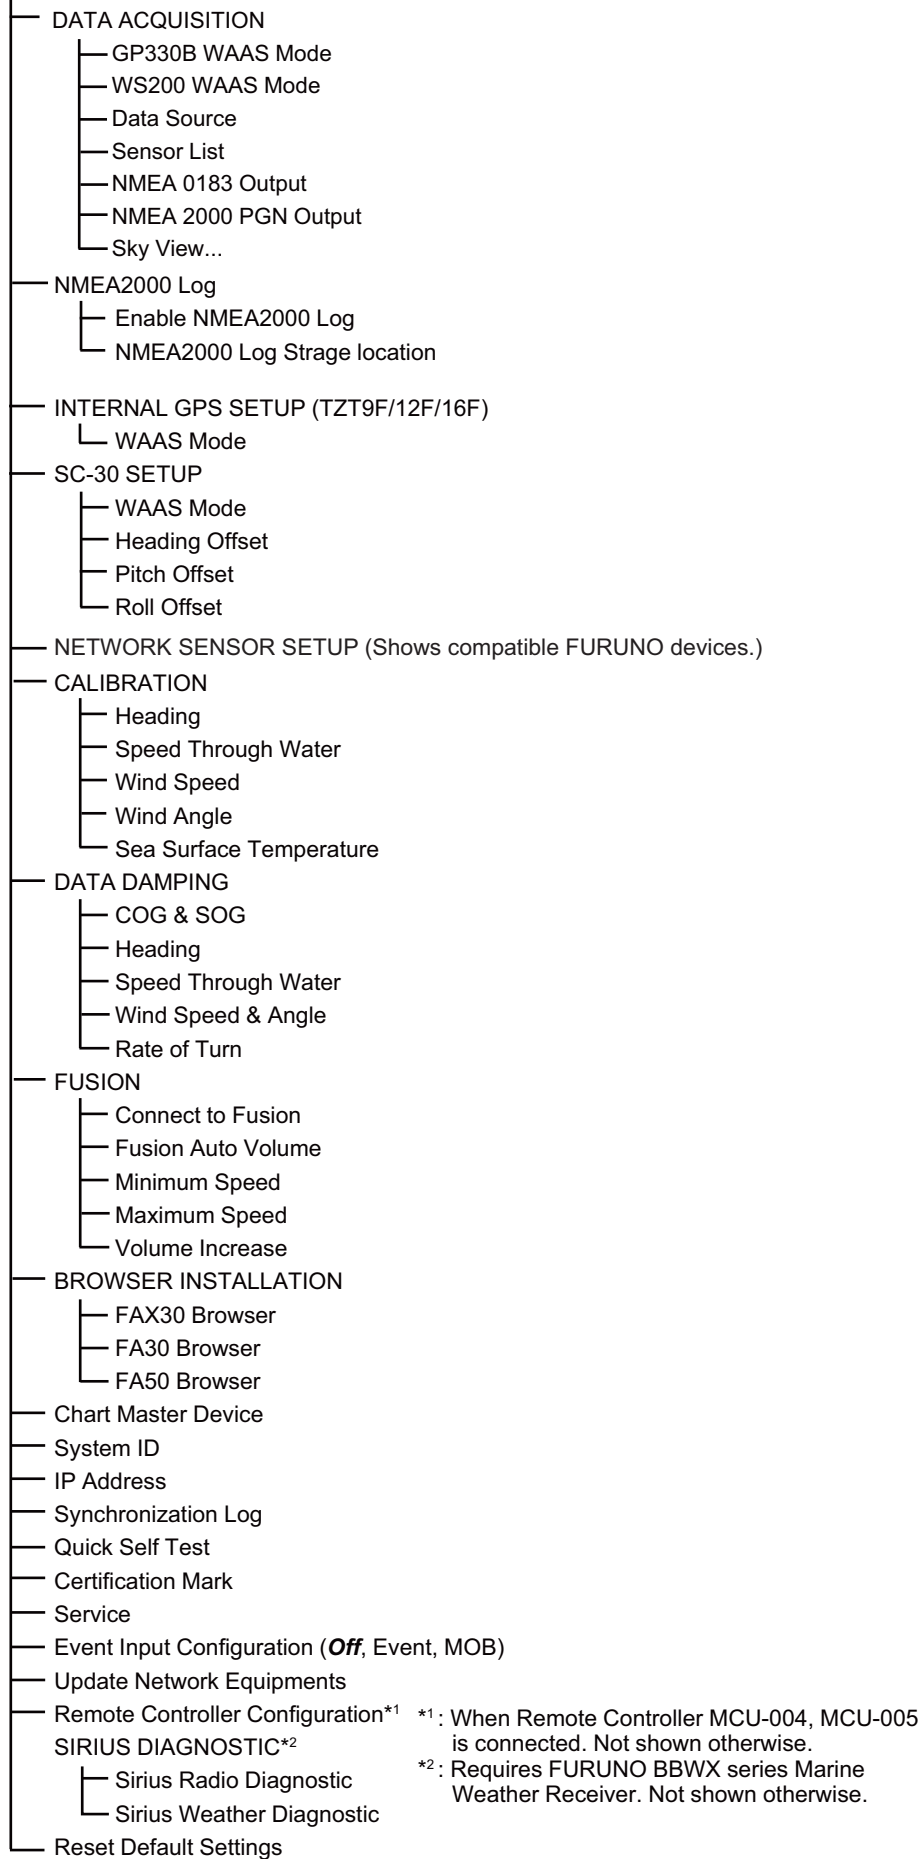 DATA ACQUISITION
GP330B WAAS Mode
WS200 WAAS Mode
Data Source
Sensor List
NMEA 0183 Output
NMEA 2000 PGN Output
Sky View...
NMEA2000 Log
Enable NMEA2000 Log
NMEA2000 Log Strage location
INTERNAL GPS SETUP (TZT9F/12F/16F)
WAAS Mode
SC-30 SETUP
WAAS Mode
Heading Offset
Pitch Offset
Roll Offset
NETWORK SENSOR SETUP (Shows compatible FURUNO devices.)
CALIBRATION
Heading
Speed Through Water
Wind Speed
Wind Angle
Sea Surface Temperature
DATA DAMPING
COG & SOG
Heading
Speed Through Water
Wind Speed & Angle
Rate of Turn
FUSION
Connect to Fusion
Fusion Auto Volume
Minimum Speed
Maximum Speed
Volume Increase
BROWSER INSTALLATION
FAX30 Browser
FA30 Browser
FA50 Browser
Chart Master Device
System ID
IP Address
Synchronization Log
Quick Self Test
Certification Mark
Service
Event Input Configuration (Off, Event, MOB)
Update Network Equipments
Remote Controller Configuration*1
SIRIUS DIAGNOSTIC*2
Sirius Radio Diagnostic
Sirius Weather Diagnostic
Reset Default Settings
*1: When Remote Controller MCU-004, MCU-005
is connected. Not shown otherwise.
*2: Requires FURUNO BBWX series Marine
Weather Receiver. Not shown otherwise.